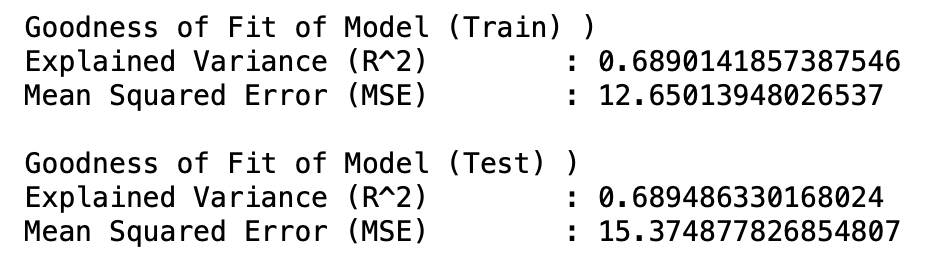 Goodness of Fit of Model (Train) )
Explained Variance (R^2)         : 0.6890141857387546
Mean Squared Error (MSE)         : 12.65013948026537

Goodness of Fit of Model (Test) )
Explained Variance (R^2)         : 0.689486330168024
Mean Squared Error (MSE)         : 15.374877826854807